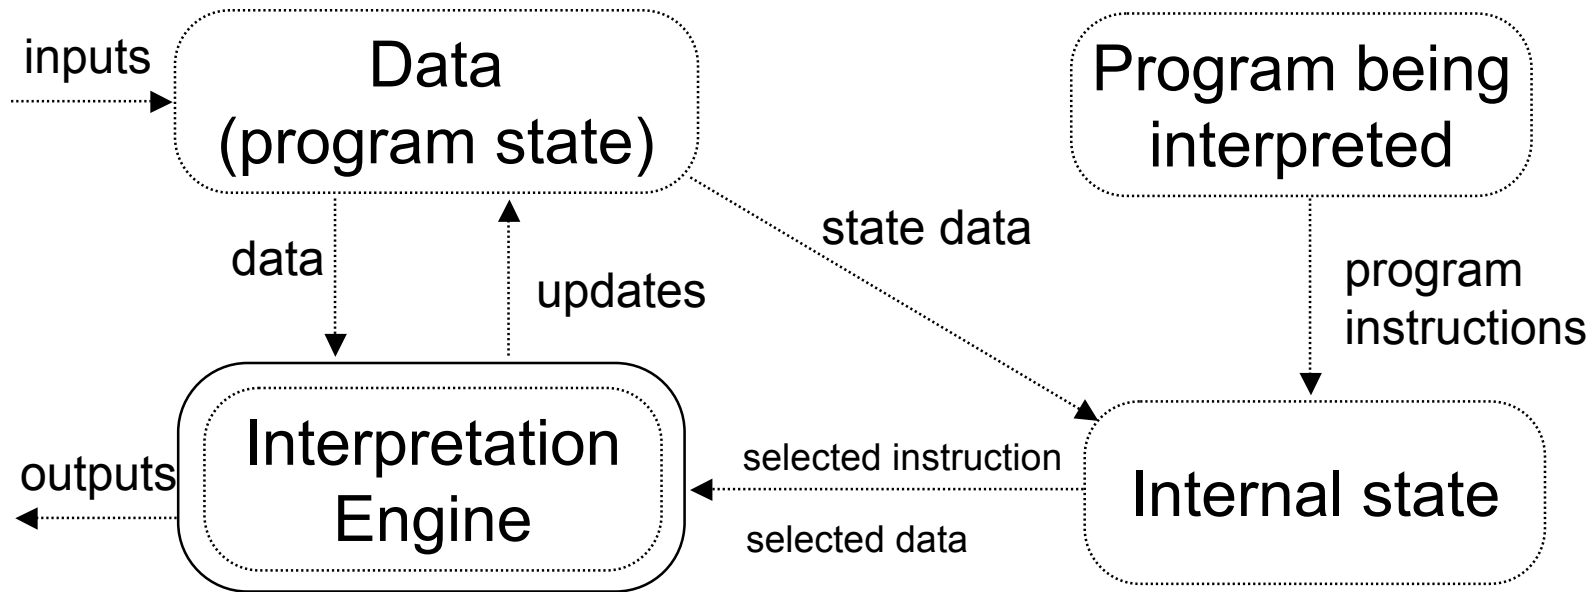 inputs
Data
(program state)
Program being
interpreted
data
updates
state data
program
instructions
Interpretation
Engine
outputs
selected instruction
selected data
Internal state